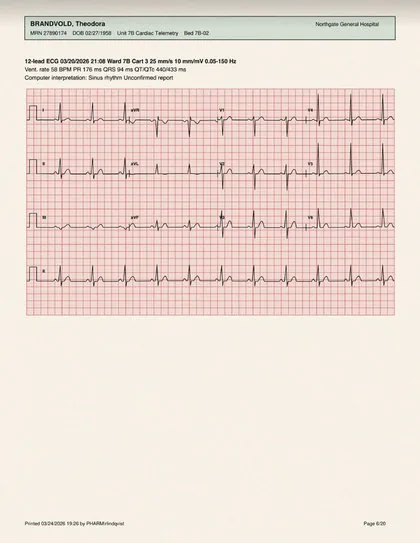 BRANDVOLD, Theodora
Northgate General Hospital
MRN 27890174 DOB 02/27/1958 Unit 7B Cardiac Telemetry Bed 7B-02
12-lead ECG 03/20/2026 21:08 Ward 7B Cart 3 25 mm/s 10 mm/mV 0.05-150 Hz
Vent. rate 58 BPM PR 176 ms QRS 94 ms QT/QTc 440/433 ms
Computer interpretation: Sinus rhythm Unconfirmed report
I aVR V1 V4
II aVL V2 V5
III aVF V3 V6
II
Printed 03/24/2026 19:26 by PHARM\rlindqvist
Page 6/20